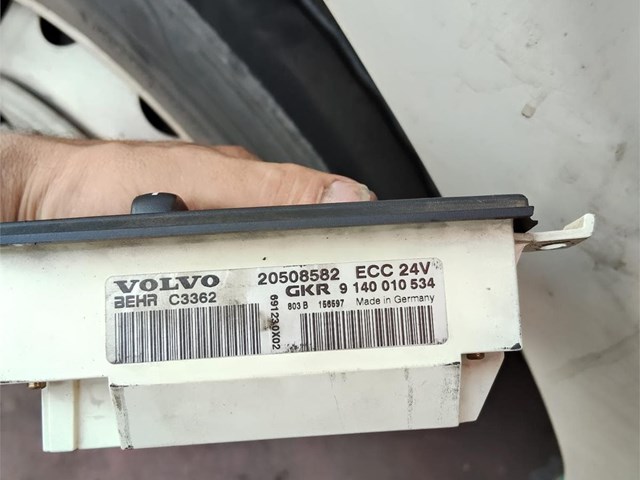 VOLVO 20508582 ECC 24V
BEHR C3362 GKR 9 140 010 534
803 B 156597 Made in Germany
691230X02